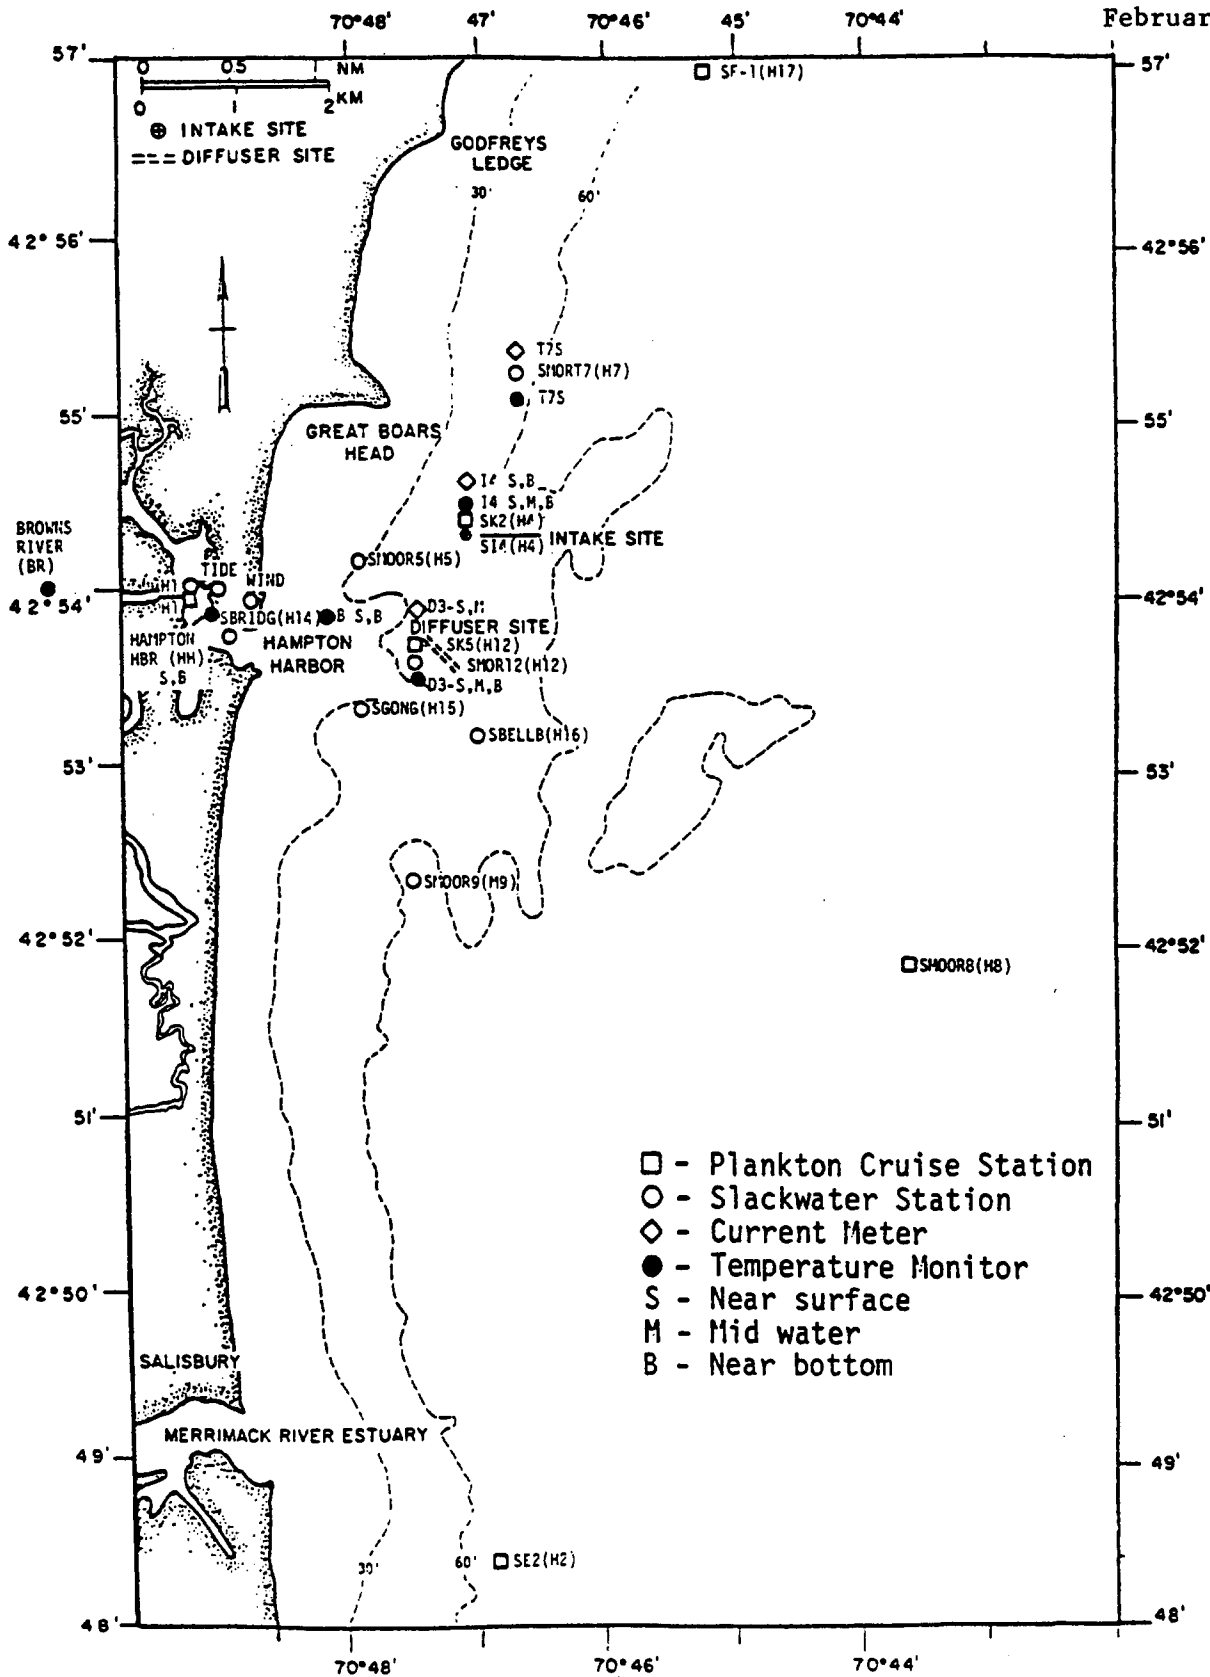 70°48' 47' 70°46' 45' 70°44' Februar
57' 57'
0 0.5 1 NM
0 1 2 KM
⊕ INTAKE SITE
=== DIFFUSER SITE
SF-1(H17)
GODFREYS
LEDGE
30' 60'
42°56' 42°56'
T7S
SMORT7(H7)
T7S
55' 55'
GREAT BOARS
HEAD
I4 S,B
I4 S,M,B
SK2(H4)
SI4(H4)
INTAKE SITE
BROWNS
RIVER
(BR)
SMOOR5(H5)
TIDE
WIND
H1
H1
42°54' 42°54'
SBRIDG(H14) B S,B
D3-S,M
DIFFUSER SITE
HAMPTON
HBR (HH)
S,B
HAMPTON
HARBOR
SK5(H12)
SMOR12(H12)
D3-S,M,B
SGONG(H15)
SBELLB(H16)
53' 53'
SMOOR9(M9)
42°52' 42°52'
SMOOR8(H8)
51' 51'
□ - Plankton Cruise Station
○ - Slackwater Station
◇ - Current Meter
● - Temperature Monitor
S - Near surface
M - Mid water
B - Near bottom
42°50' 42°50'
SALISBURY
MERRIMACK RIVER ESTUARY
49' 49'
30' 60' SE2(H2)
48' 48'
70°48' 70°46' 70°44'